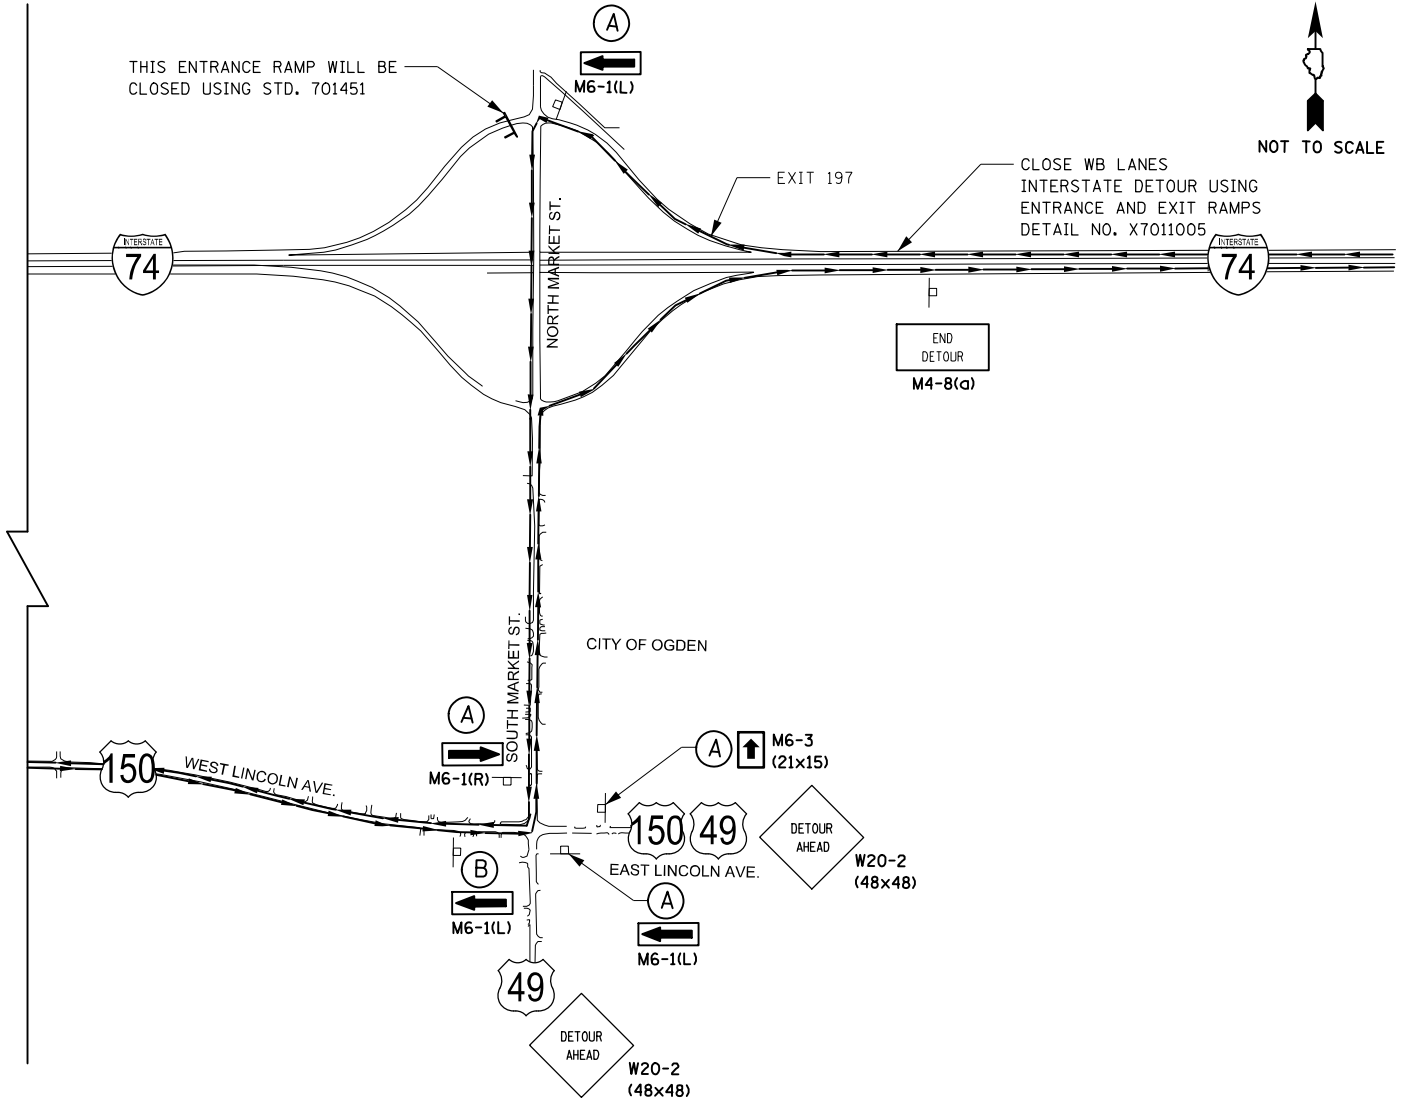 A
M6-1(L)
THIS ENTRANCE RAMP WILL BE
CLOSED USING STD. 701451
NOT TO SCALE
EXIT 197
CLOSE WB LANES
INTERSTATE DETOUR USING
ENTRANCE AND EXIT RAMPS
DETAIL NO. X7011005
INTERSTATE
74
INTERSTATE
74
NORTH MARKET ST.
END
DETOUR
M4-8(a)
SOUTH MARKET ST.
CITY OF OGDEN
A
M6-1(R)
A
M6-3
(21x15)
150
WEST LINCOLN AVE.
150
49
DETOUR
AHEAD
W20-2
(48x48)
EAST LINCOLN AVE.
B
M6-1(L)
A
M6-1(L)
49
DETOUR
AHEAD
W20-2
(48x48)